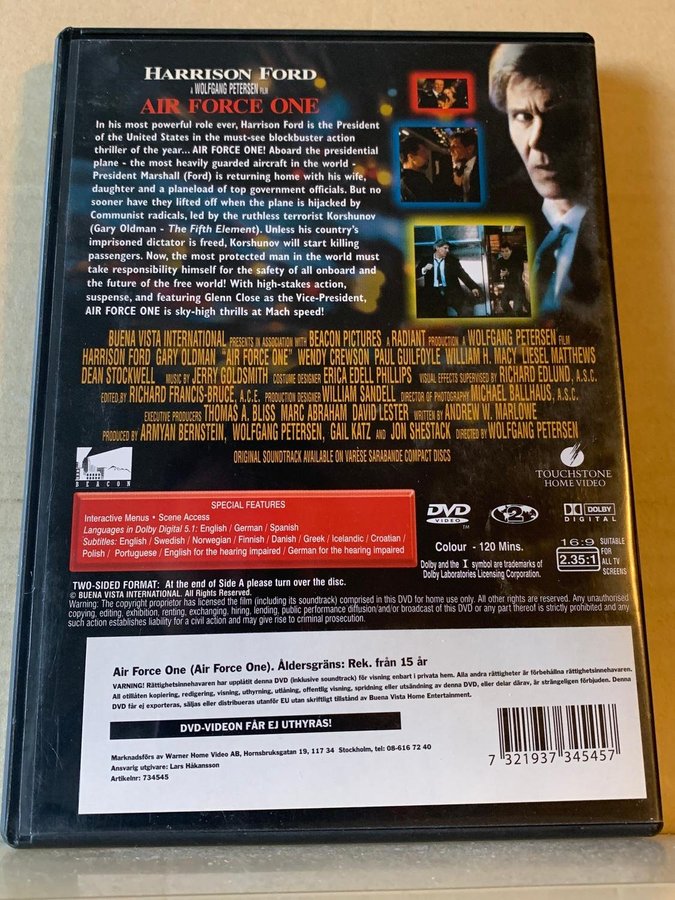 HARRISON FORD
A WOLFGANG PETERSEN FILM
AIR FORCE ONE
In his most powerful role ever, Harrison Ford is the President
of the United States in the must-see blockbuster action
thriller of the year... AIR FORCE ONE! Aboard the presidential
plane - the most heavily guarded aircraft in the world -
President Marshall (Ford) is returning home with his wife,
daughter and a planeload of top government officials. But no
sooner have they lifted off when the plane is hijacked by
Communist radicals, led by the ruthless terrorist Korshunov
(Gary Oldman - The Fifth Element). Unless his country's
imprisoned dictator is freed, Korshunov will start killing
passengers. Now, the most protected man in the world must
take responsibility himself for the safety of all onboard and
the future of the free world! With high-stakes action,
suspense, and featuring Glenn Close as the Vice-President,
AIR FORCE ONE is sky-high thrills at Mach speed!
BUENA VISTA INTERNATIONAL PRESENTS IN ASSOCIATION WITH BEACON PICTURES A RADIANT PRODUCTION A WOLFGANG PETERSEN FILM
HARRISON FORD GARY OLDMAN "AIR FORCE ONE" WENDY CREWSON PAUL GUILFOYLE WILLIAM H. MACY LIESEL MATTHEWS
DEAN STOCKWELL MUSIC BY JERRY GOLDSMITH COSTUME DESIGNER ERICA EDELL PHILLIPS VISUAL EFFECTS SUPERVISED BY RICHARD EDLUND, A.S.C.
EDITED BY RICHARD FRANCIS-BRUCE, A.C.E. PRODUCTION DESIGNER WILLIAM SANDELL DIRECTOR OF PHOTOGRAPHY MICHAEL BALLHAUS, A.S.C.
EXECUTIVE PRODUCERS THOMAS A. BLISS MARC ABRAHAM DAVID LESTER WRITTEN BY ANDREW W. MARLOWE
PRODUCED BY ARMYAN BERNSTEIN, WOLFGANG PETERSEN, GAIL KATZ AND JON SHESTACK DIRECTED BY WOLFGANG PETERSEN
ORIGINAL SOUNDTRACK AVAILABLE ON VARÈSE SARABANDE COMPACT DISCS
BEACON
TOUCHSTONE
HOME VIDEO
SPECIAL FEATURES
Interactive Menus • Scene Access
Languages in Dolby Digital 5.1: English / German / Spanish
Subtitles: English / Swedish / Norwegian / Finnish / Danish / Greek / Icelandic / Croatian /
Polish / Portuguese / English for the hearing impaired / German for the hearing impaired
DVD
VIDEO
TM
2
DOLBY
DIGITAL
Colour - 120 Mins.
Dolby and the symbol are trademarks of
Dolby Laboratories Licensing Corporation.
16:9
2.35:1
SUITABLE
FOR
ALL TV
SCREENS
TWO-SIDED FORMAT: At the end of Side A please turn over the disc.
© BUENA VISTA INTERNATIONAL. All Rights Reserved.
Warning: The copyright proprietor has licensed the film (including its soundtrack) comprised in this DVD for home use only. All other rights are reserved. Any unauthorised
copying, editing, exhibition, renting, exchanging, hiring, lending, public performance diffusion/and/or broadcast of this DVD or any part thereof is strictly prohibited and any
such action establishes liability for a civil action and may give rise to criminal prosecution.
Air Force One (Air Force One). Åldersgräns: Rek. från 15 år
VARNING! Rättighetsinnehavaren har upplåtit denna DVD (inklusive soundtrack) för visning enbart i privata hem. Alla andra rättigheter är förbehållna rättighetsinnehavaren.
All otillåten kopiering, redigering, visning, uthyrning, utlåning, offentlig visning, spridning eller utsändning av denna DVD, eller delar därav, är strängeligen förbjuden. Denna
DVD får ej exporteras, säljas eller distribueras utanför EU utan skriftligt tillstånd av Buena Vista Home Entertainment.
DVD-VIDEON FÅR EJ UTHYRAS!
Marknadsförs av Warner Home Video AB, Hornsbruksgatan 19, 117 34 Stockholm, tel: 08-616 72 40
Ansvarig utgivare: Lars Håkansson
Artikelnr: 734545
7 321937 345457